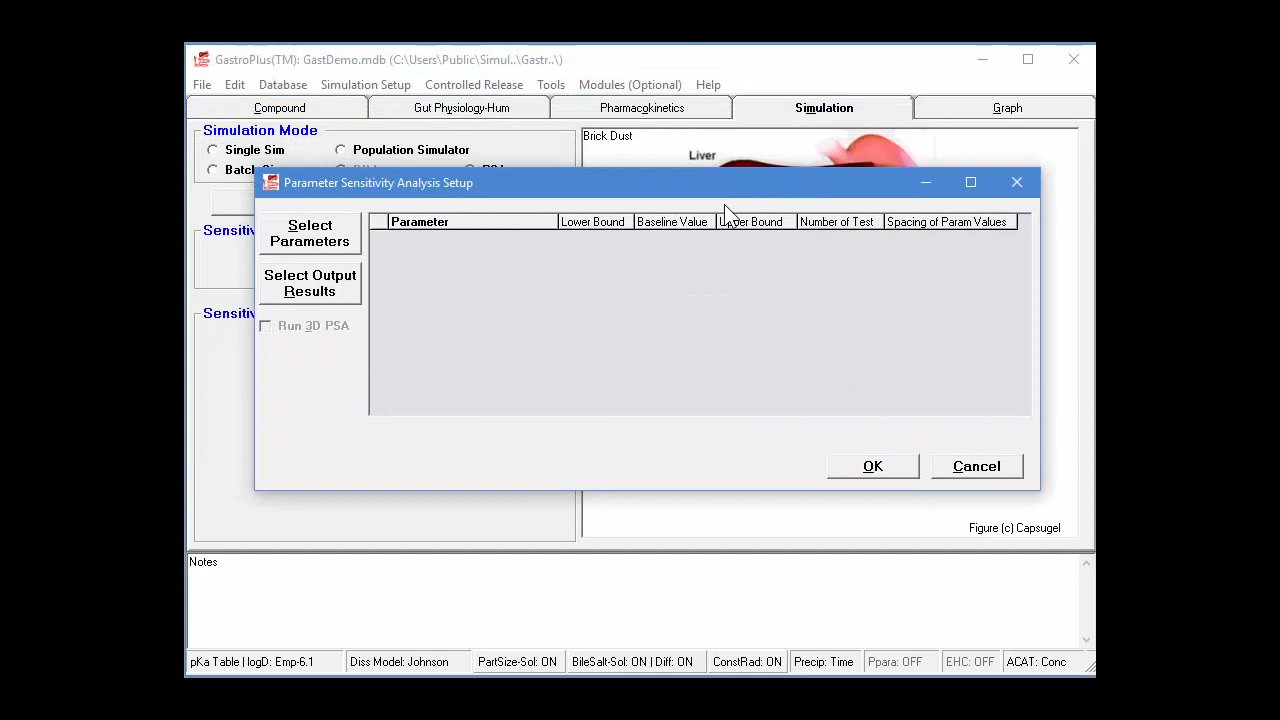 GastroPlus(TM): GastDemo.mdb (C:\Users\Public\Simul..\Gastr..\)
File Edit Database Simulation Setup Controlled Release Tools Modules (Optional) Help
Compound Gut Physiology-Hum Pharmacokinetics Simulation Graph
Simulation Mode
Brick Dust
Single Sim Population Simulator
Liver
Batch
Parameter Sensitivity Analysis Setup
Select Parameters
Parameter Lower Bound Baseline Value Bound Number of Test Spacing of Param Values
Sensitiv
Select Output
Results
Sensitiv
Run 3D PSA
OK Cancel
Figure (c) Capsugel
Notes
pKa Table | logD: Emp-6.1 Diss Model: Johnson PartSize-Sol: ON BileSalt-Sol: ON | Diff: ON ConstRad: ON Precip: Time Ppara: OFF EHC: OFF ACAT: Conc